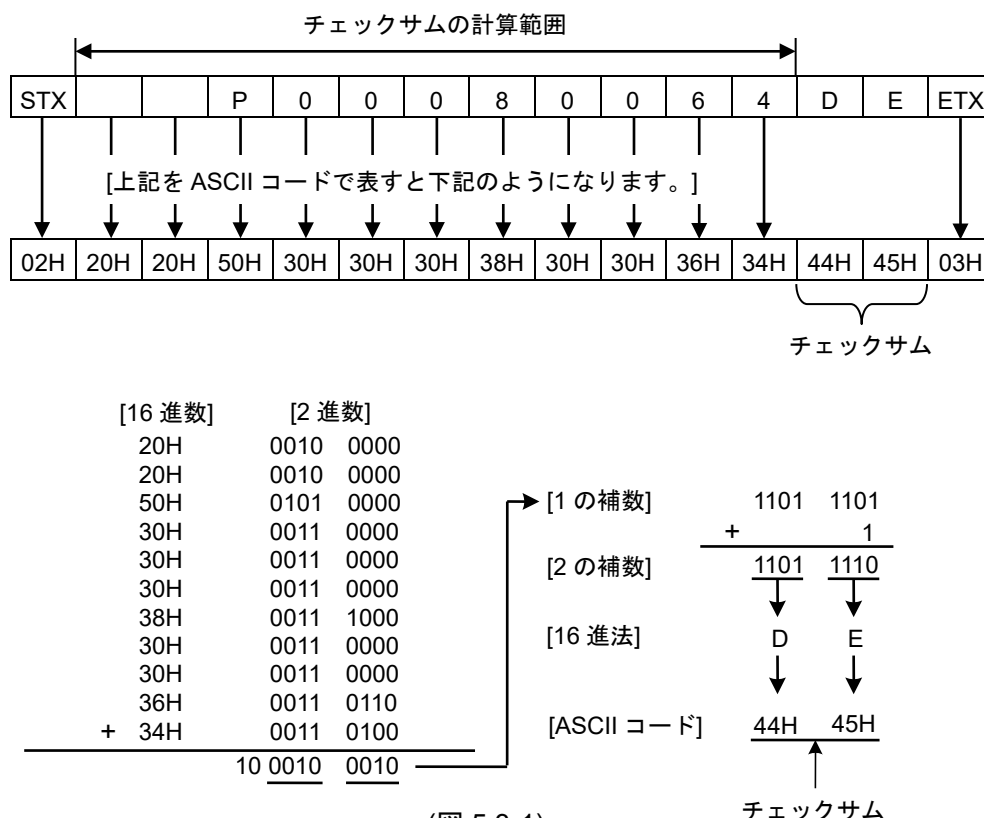 チェックサムの計算範囲
STX P 0 0 0 8 0 0 6 4 D E ETX
[上記を ASCII コードで表すと下記のようになります。]
02H 20H 20H 50H 30H 30H 30H 38H 30H 30H 36H 34H 44H 45H 03H
チェックサム
[16 進数] [2 進数]
20H 0010 0000
20H 0010 0000
50H 0101 0000
30H 0011 0000
30H 0011 0000
30H 0011 0000
38H 0011 1000
30H 0011 0000
30H 0011 0000
36H 0011 0110
+ 34H 0011 0100
10 0010 0010
[1 の補数] 1101 1101
+ 1
[2 の補数] 1101 1110
[16 進法] D E
[ASCII コード] 44H 45H
チェックサム